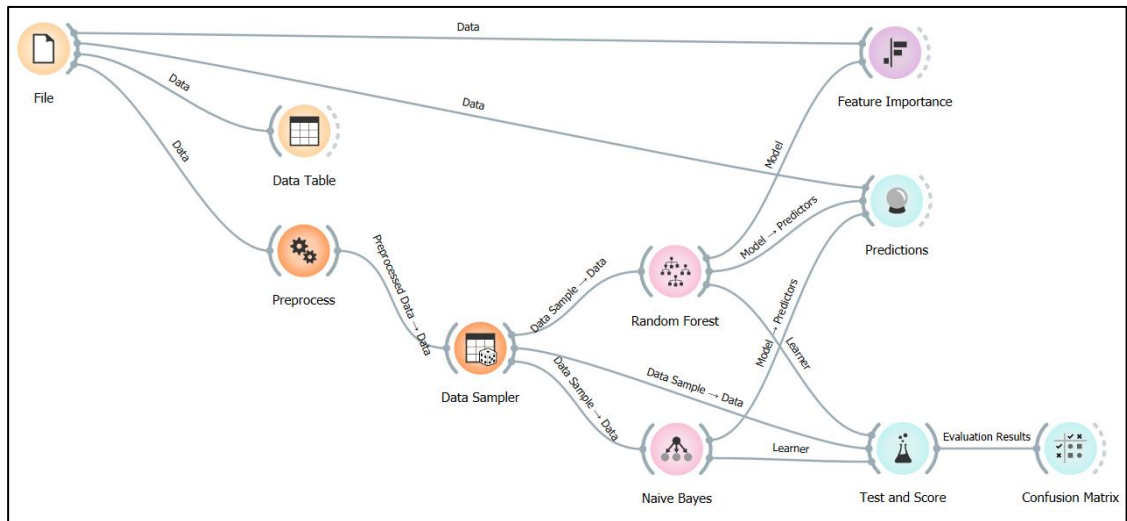 Data
File
Feature Importance
Data
Data
Data Table
Data
Model
Predictions
Preprocess
Preprocessed Data → Data
Data Sample → Data
Random Forest
Model → Predictors
Model → Predictors
Data Sampler
Data Sample → Data
Data Sample → Data
Learner
Naive Bayes
Learner
Test and Score
Evaluation Results
Confusion Matrix